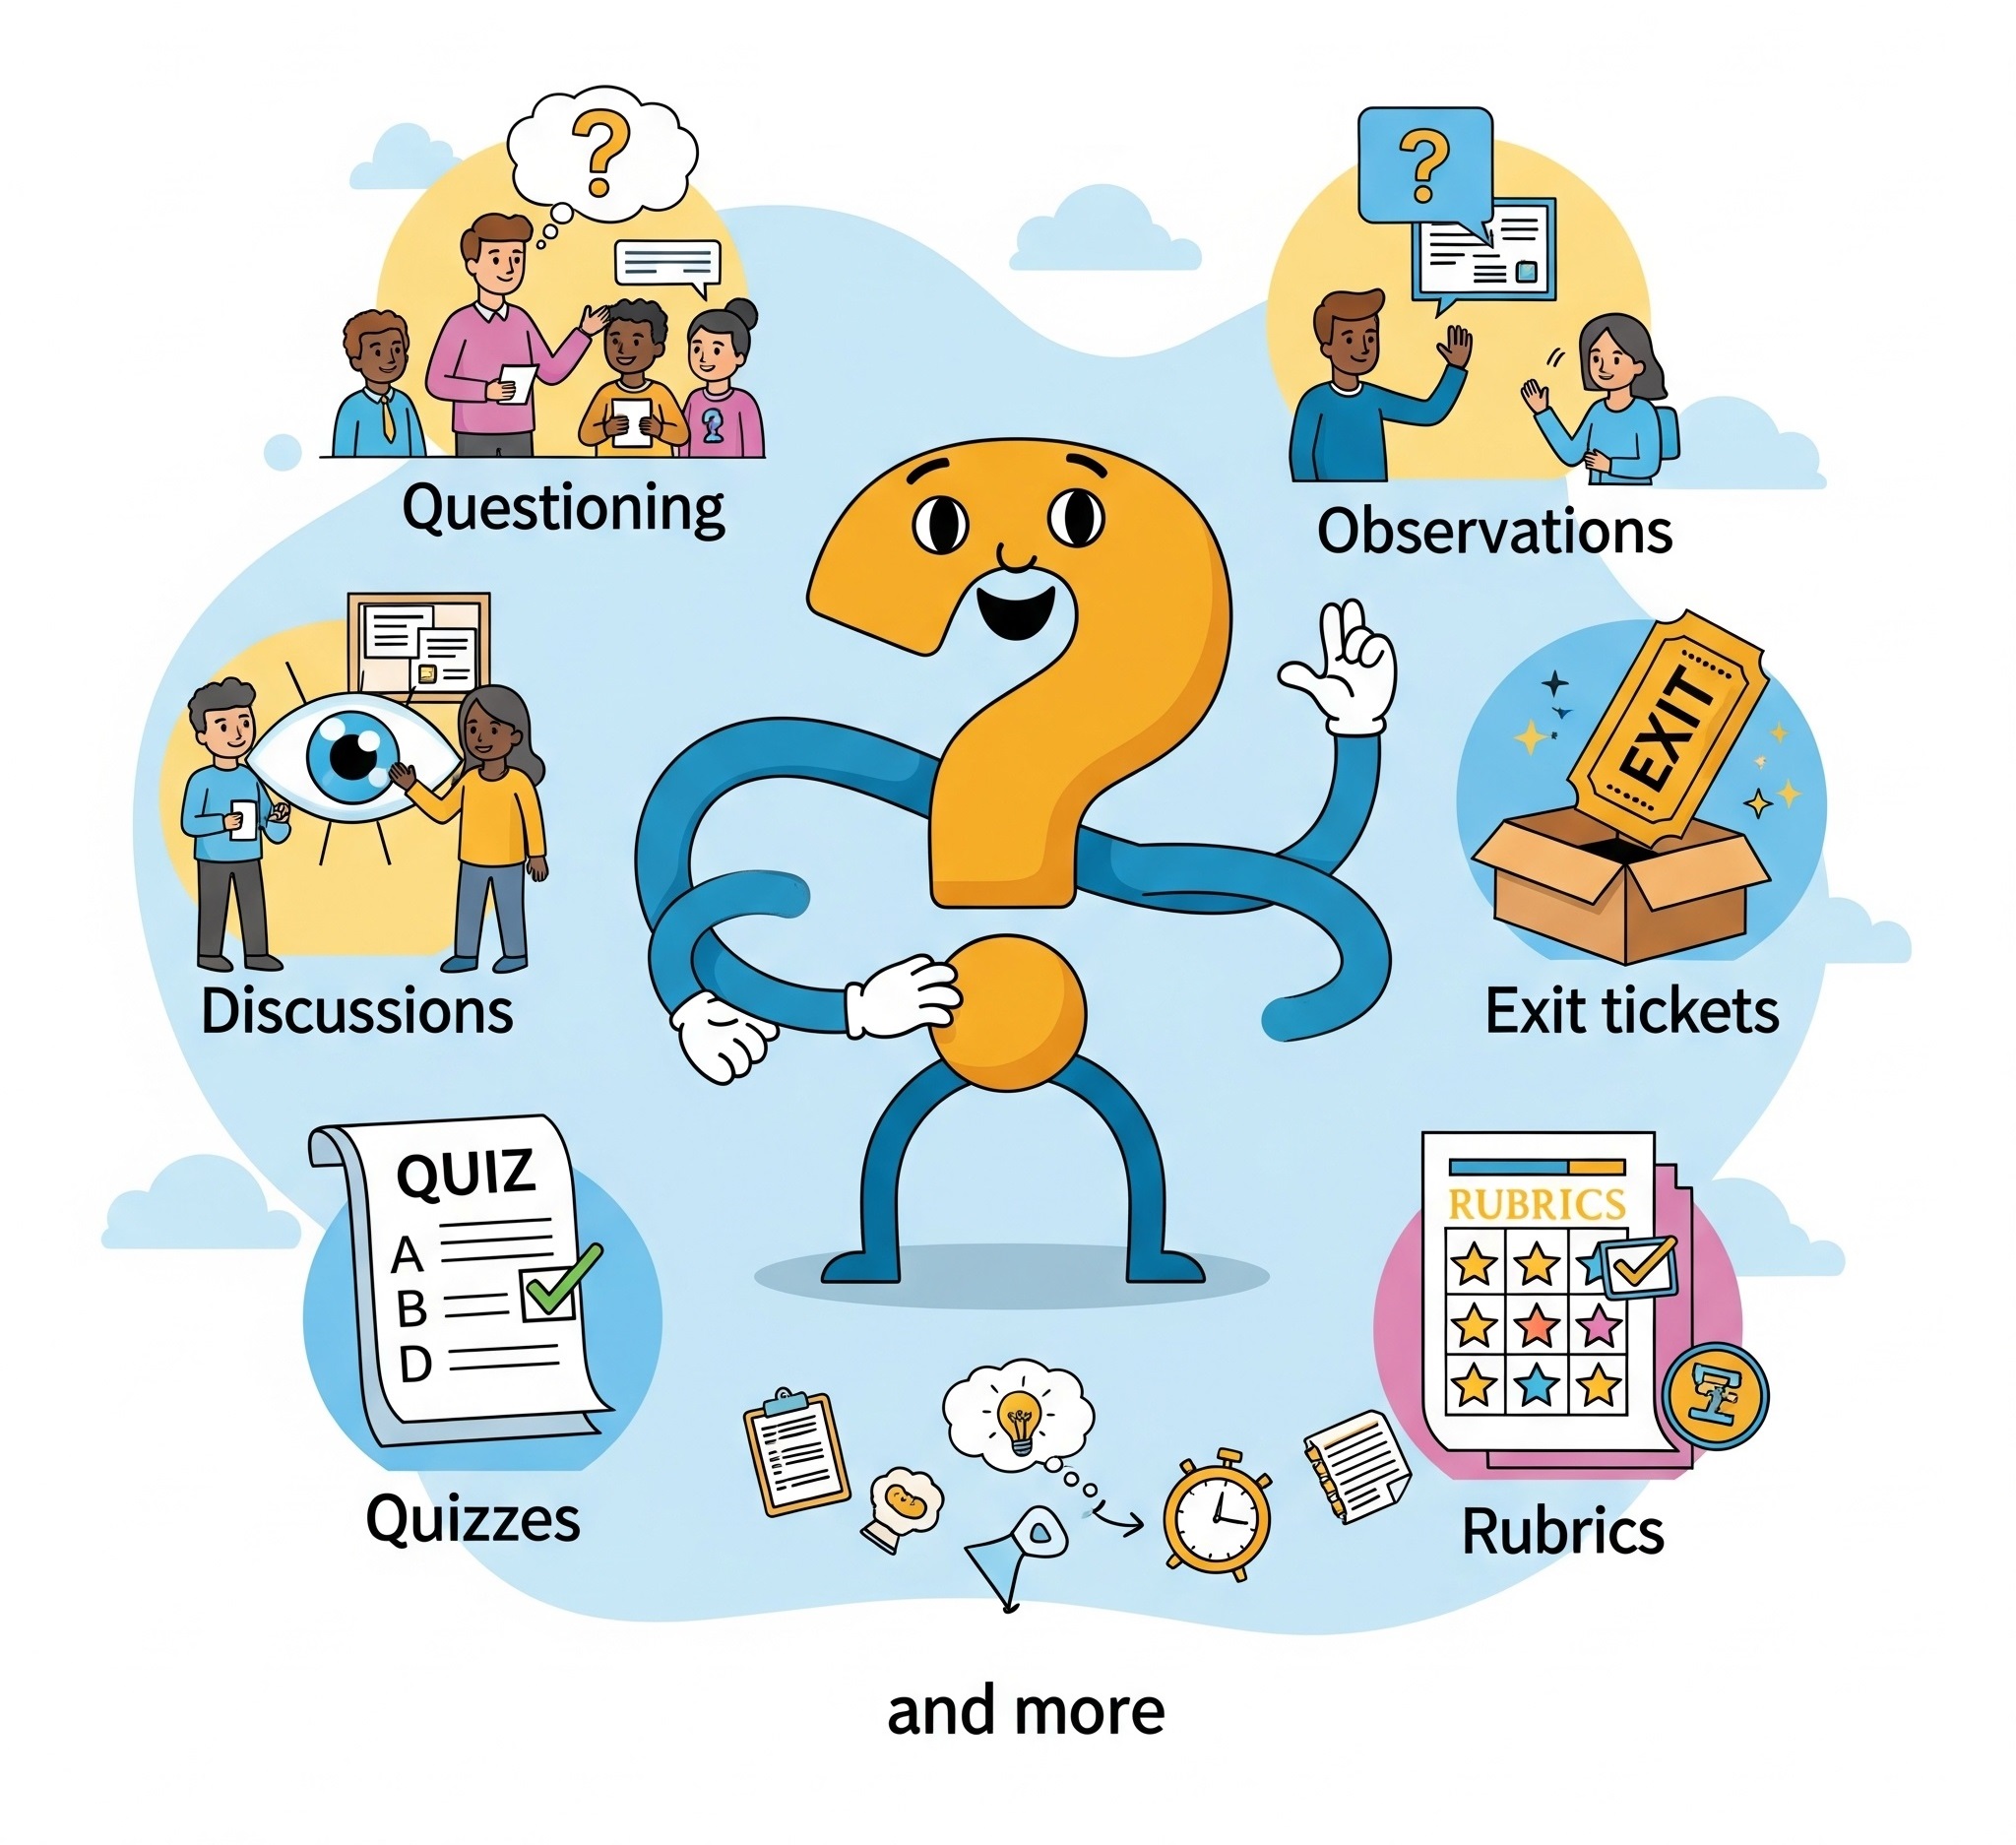 ?
?
Questioning
Observations
EXIT
Discussions
Exit tickets
QUIZ
A
B
D
RUBRICS
Quizzes
Rubrics
and more